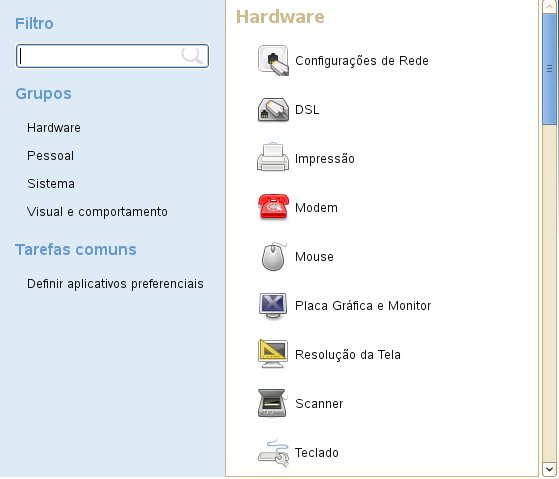 Filtro
Grupos
Hardware
Pessoal
Sistema
Visual e comportamento
Tarefas comuns
Definir aplicativos preferenciais
Hardware
Configurações de Rede
DSL
Impressão
Modem
Mouse
Placa Gráfica e Monitor
Resolução da Tela
Scanner
Teclado